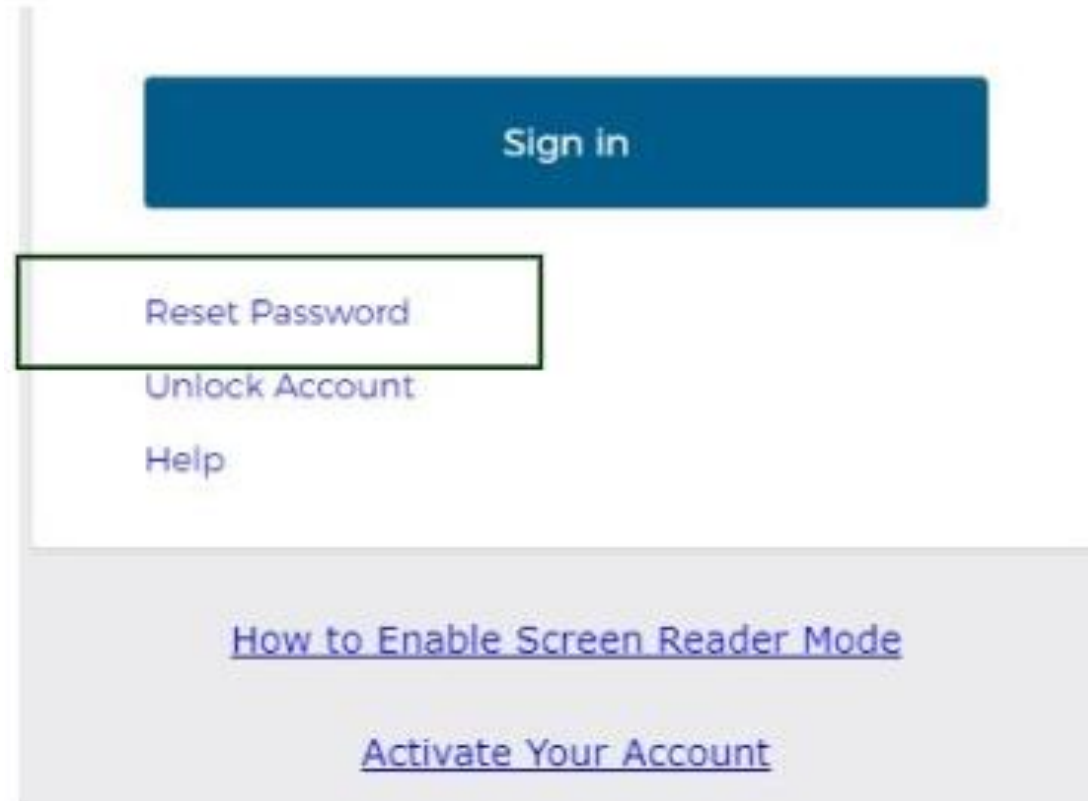 Sign in
Reset Password
Unlock Account
Help
How to Enable Screen Reader Mode
Activate Your Account